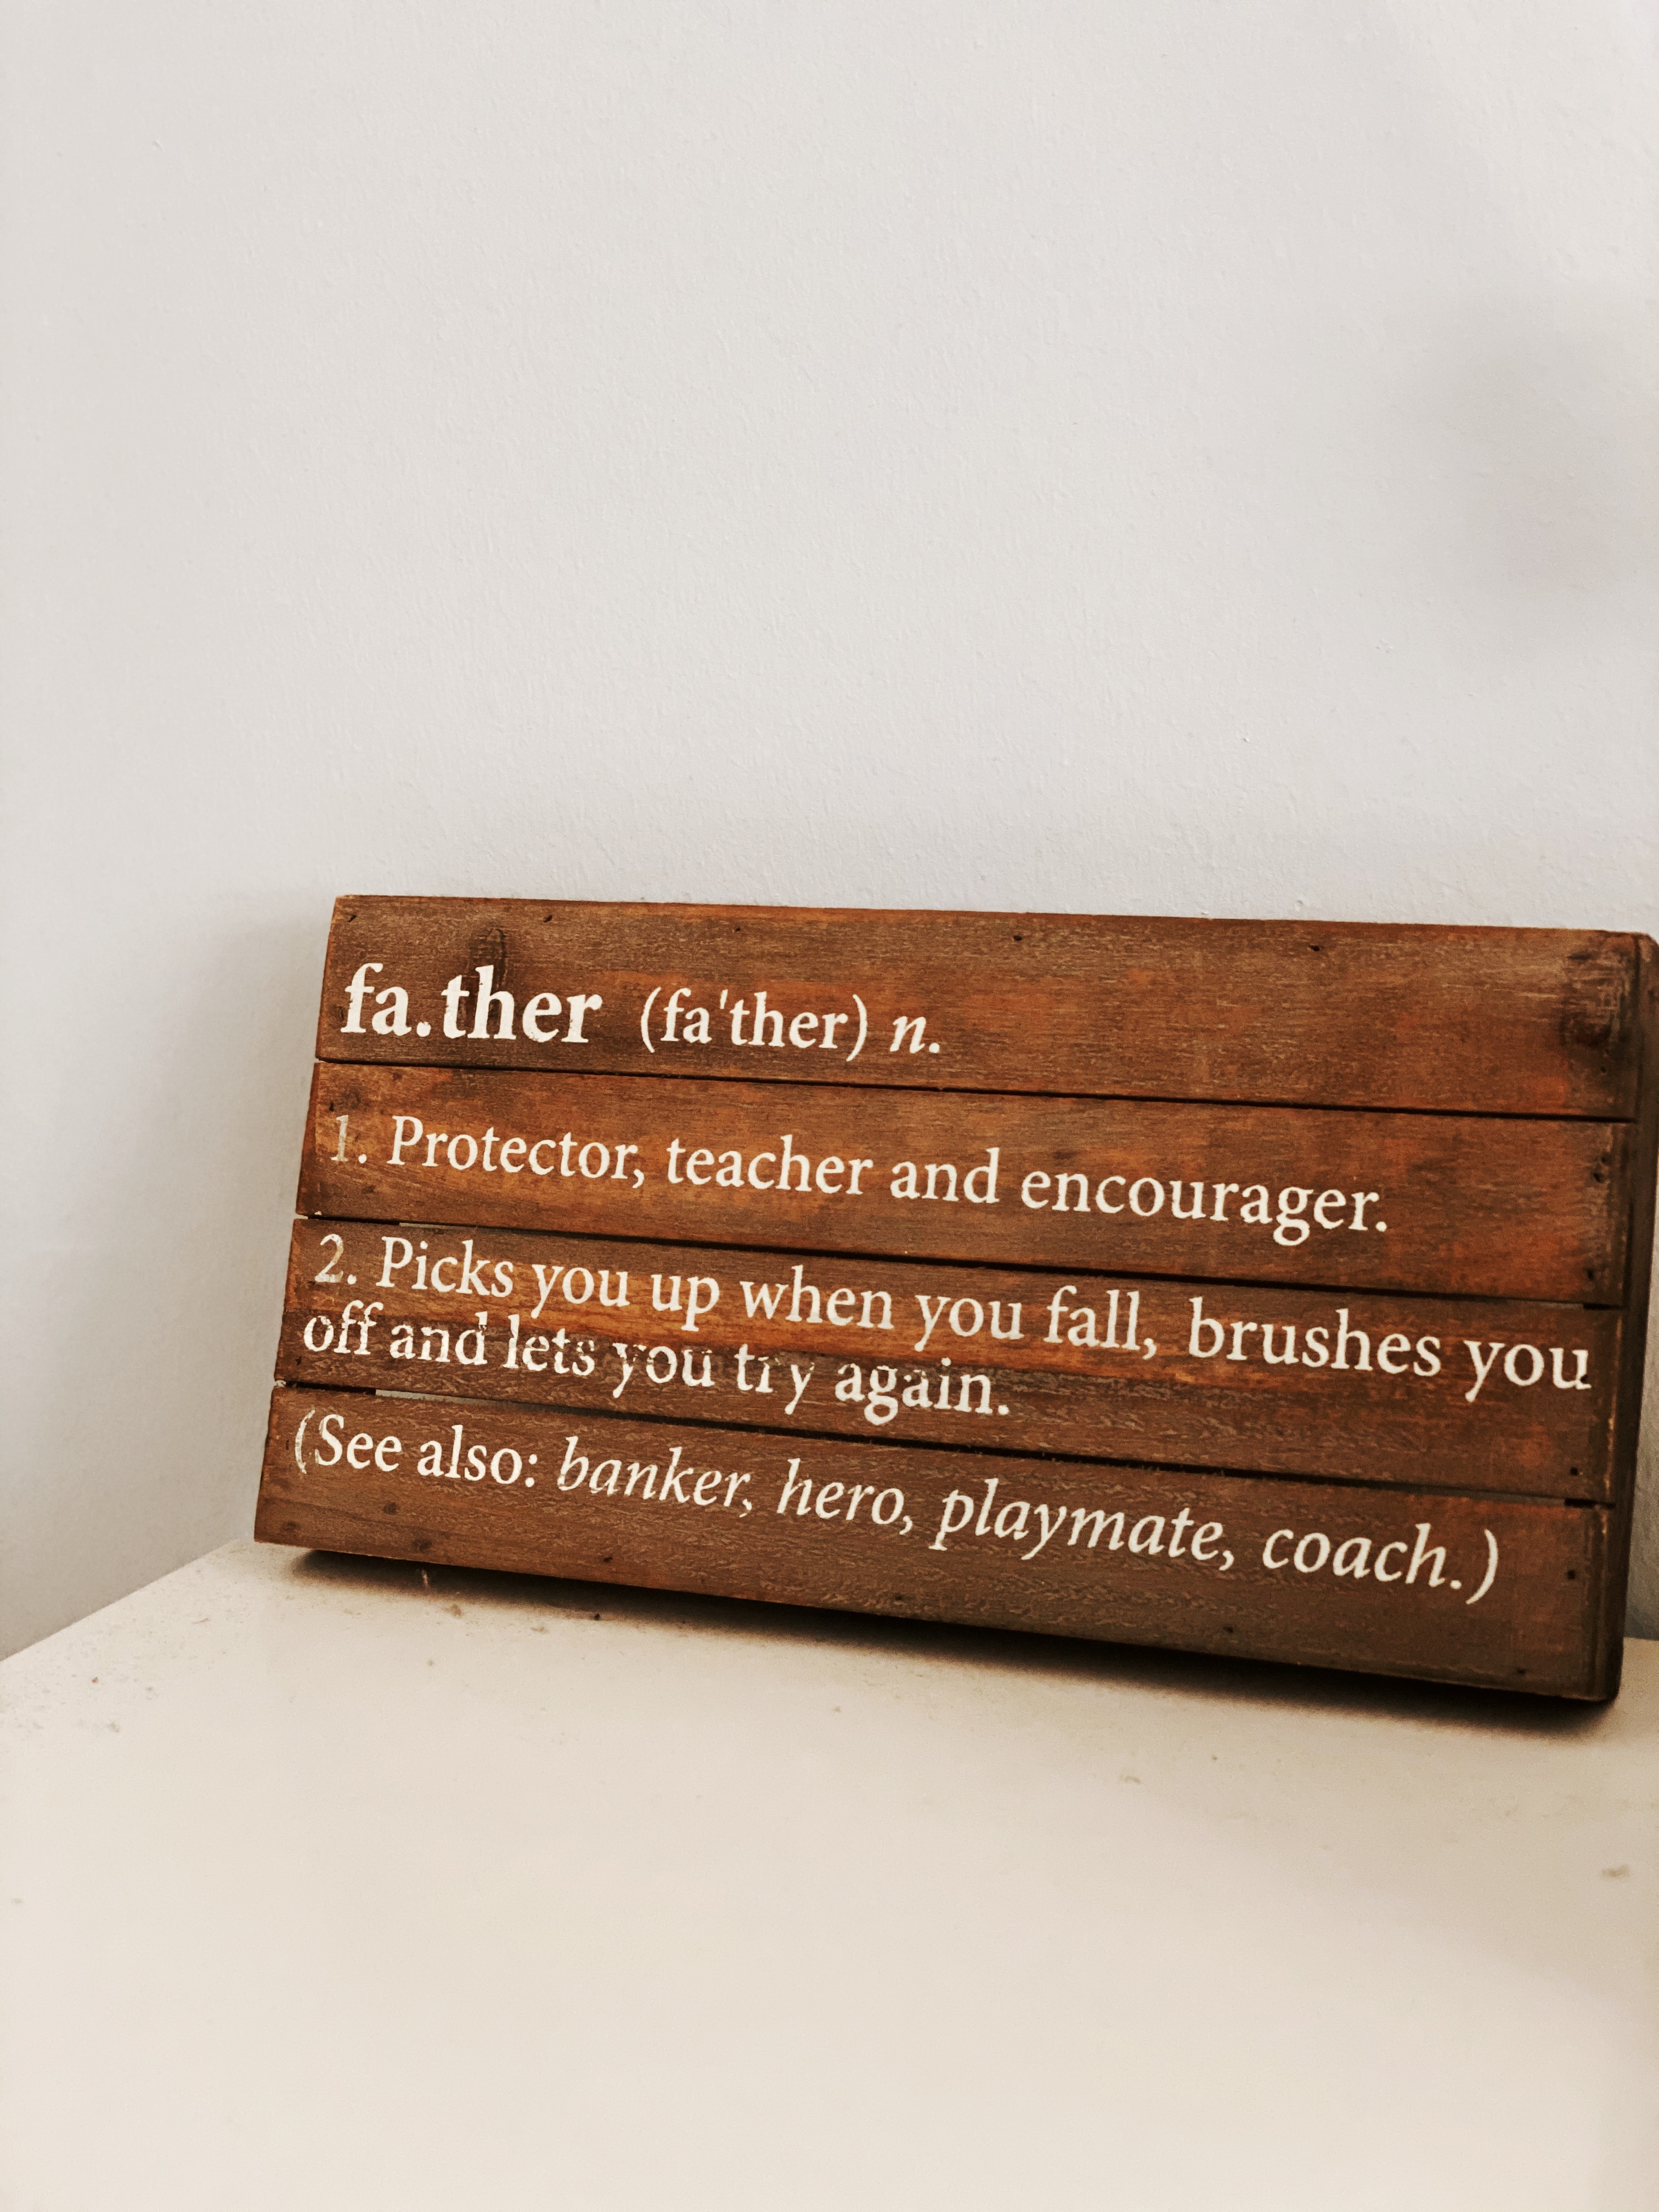 fa.ther (fa'ther) n.
1. Protector, teacher and encourager.
2. Picks you up when you fall, brushes you
off and lets you try again.
(See also: banker, hero, playmate, coach.)